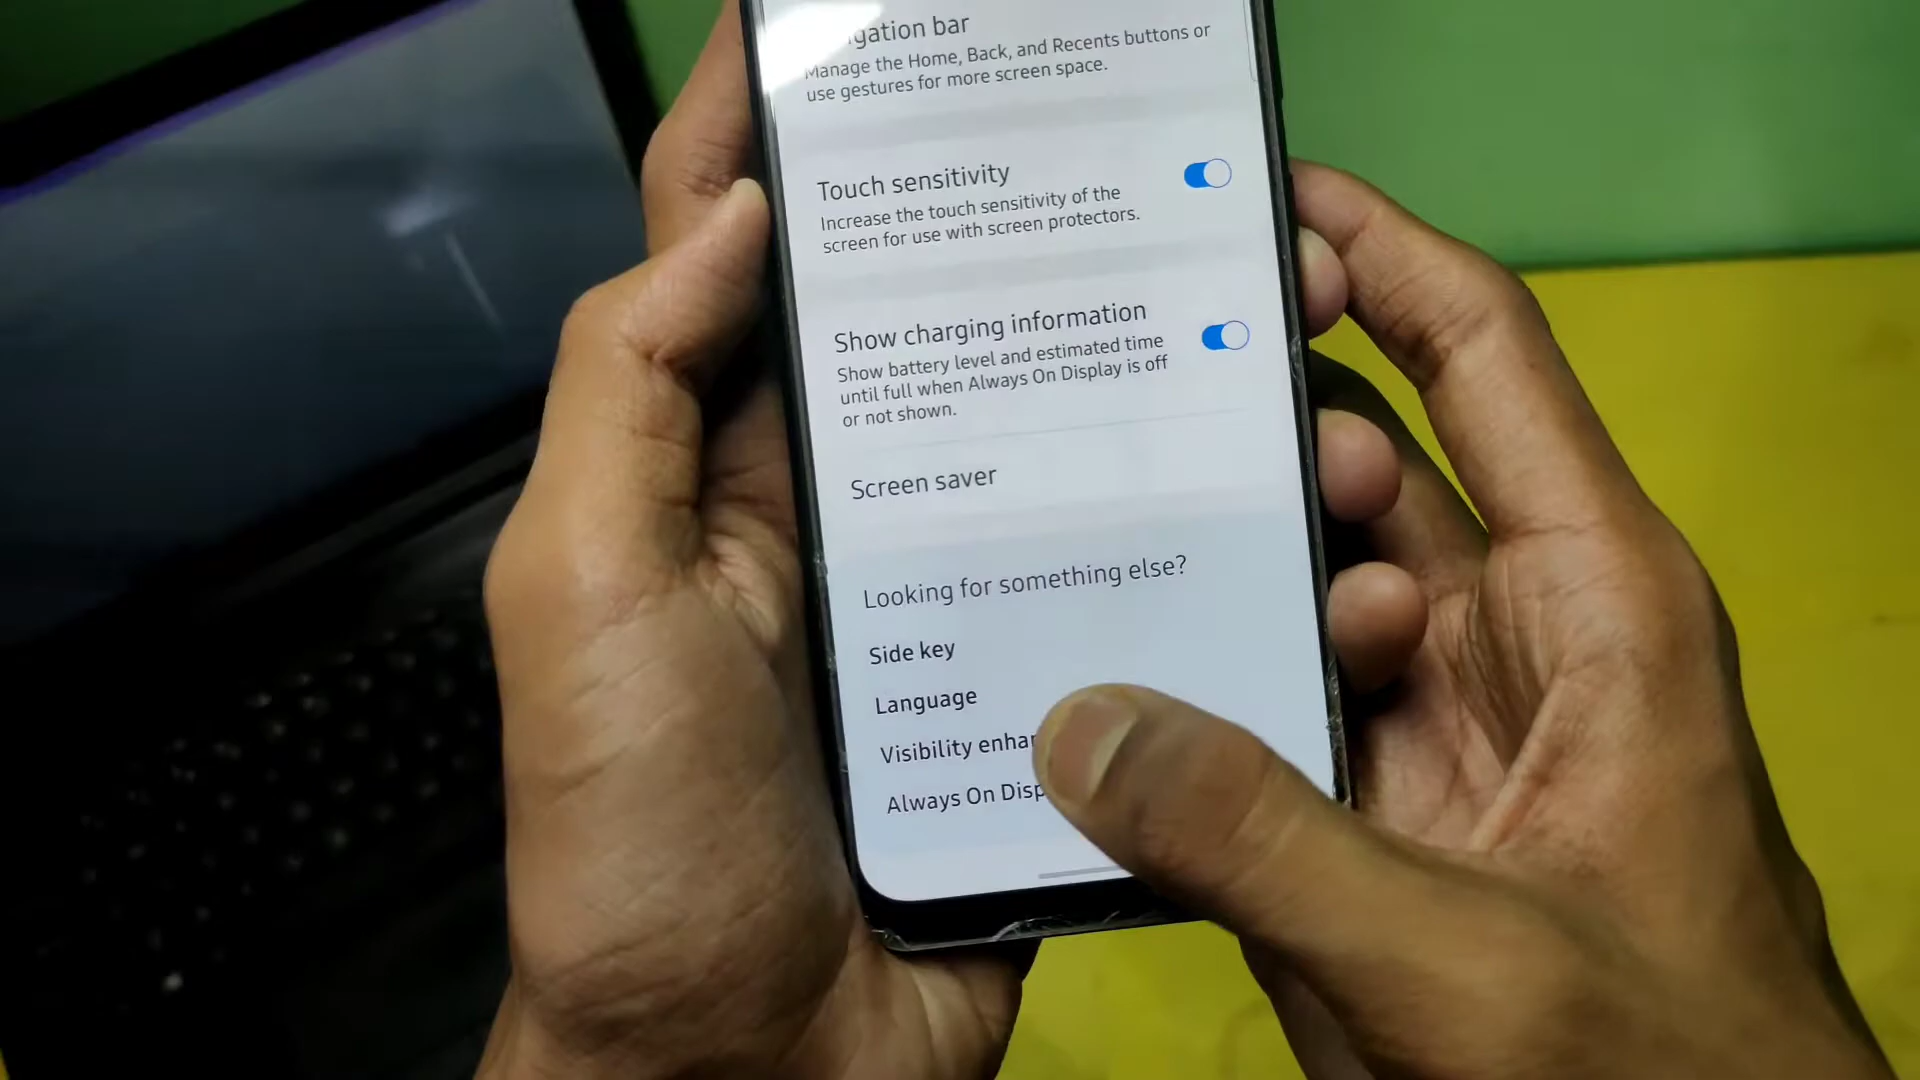 bar
Manage the Home, Back, and Recents buttons or
use gestures for more screen space.
Touch sensitivity
Increase the touch sensitivity of the
screen for use with screen protectors.
Show charging information
Show battery level and estimated time
until full when Always On Display is off
or not shown.
Screen saver
Looking for something else?
Side key
Language
Visibility
Always On